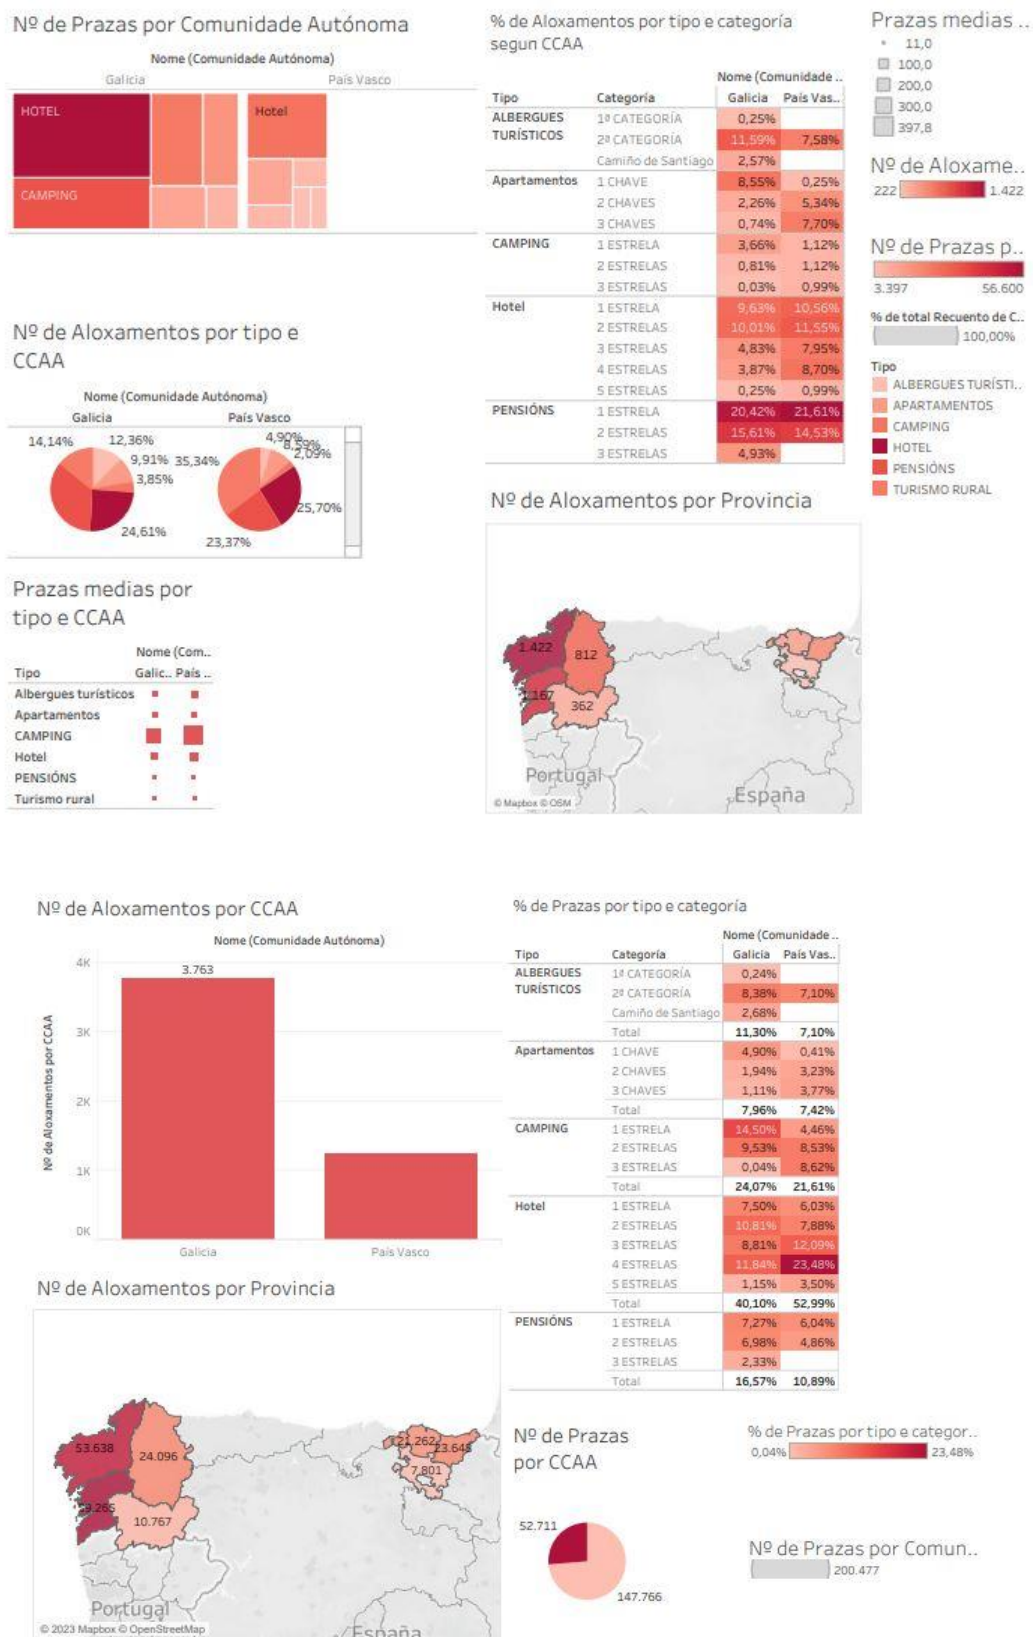 Nº de Prazas por Comunidade Autónoma
Nome (Comunidade Autónoma)
Galicia País Vasco
HOTEL
Hotel
CAMPING
Nº de Aloxamentos por tipo e
CCAA
Nome (Comunidade Autónoma)
Galicia País Vasco
14,14% 12,36% 4,90%
8,59%
9,91% 35,34% 2,09%
3,85%
25,70%
24,61% 23,37%
Prazas medias por
tipo e CCAA
Nome (Com..
Tipo Galic.. País ..
Albergues turísticos
Apartamentos
CAMPING
Hotel
PENSIÓNS
Turismo rural
% de Aloxamentos por tipo e categoría
segun CCAA
Nome (Comunidade ..
Tipo Categoría Galicia País Vas..
ALBERGUES 1ª CATEGORÍA 0,25%
TURÍSTICOS 2ª CATEGORÍA 11,59% 7,58%
Camiño de Santiago 2,57%
Apartamentos 1 CHAVE 8,55% 0,25%
2 CHAVES 2,26% 5,34%
3 CHAVES 0,74% 7,70%
CAMPING 1 ESTRELA 3,66% 1,12%
2 ESTRELAS 0,81% 1,12%
3 ESTRELAS 0,03% 0,99%
Hotel 1 ESTRELA 9,63% 10,56%
2 ESTRELAS 10,01% 11,55%
3 ESTRELAS 4,83% 7,95%
4 ESTRELAS 3,87% 8,70%
5 ESTRELAS 0,25% 0,99%
PENSIÓNS 1 ESTRELA 20,42% 21,61%
2 ESTRELAS 15,61% 14,53%
3 ESTRELAS 4,93%
Nº de Aloxamentos por Provincia
1.422
812
1.167
362
Portugal
España
© Mapbox © OSM
Prazas medias ..
11,0
100,0
200,0
300,0
397,8
Nº de Aloxame..
222 1.422
Nº de Prazas p..
3.397 56.600
% de total Recuento de C..
100,00%
Tipo
ALBERGUES TURÍSTI..
APARTAMENTOS
CAMPING
HOTEL
PENSIÓNS
TURISMO RURAL
Nº de Aloxamentos por CCAA
Nome (Comunidade Autónoma)
Nº de Aloxamentos por CCAA
4K
3.763
3K
2K
1K
0K
Galicia País Vasco
Nº de Aloxamentos por Provincia
53.638
24.096
10.767
21.262
23.648
7.801
Portugal
España
© 2023 Mapbox © OpenStreetMap
% de Prazas por tipo e categoría
Nome (Comunidade ..
Tipo Categoría Galicia País Vas..
ALBERGUES 1ª CATEGORÍA 0,24%
TURÍSTICOS 2ª CATEGORÍA 8,38% 7,10%
Camiño de Santiago 2,68%
Total 11,30% 7,10%
Apartamentos 1 CHAVE 4,90% 0,41%
2 CHAVES 1,94% 3,23%
3 CHAVES 1,11% 3,77%
Total 7,96% 7,42%
CAMPING 1 ESTRELA 14,50% 4,46%
2 ESTRELAS 9,53% 8,53%
3 ESTRELAS 0,04% 8,62%
Total 24,07% 21,61%
Hotel 1 ESTRELA 7,50% 6,03%
2 ESTRELAS 10,81% 7,88%
3 ESTRELAS 8,81% 12,09%
4 ESTRELAS 11,84% 23,48%
5 ESTRELAS 1,15% 3,50%
Total 40,10% 52,99%
PENSIÓNS 1 ESTRELA 7,27% 6,04%
2 ESTRELAS 6,98% 4,86%
3 ESTRELAS 2,33%
Total 16,57% 10,89%
Nº de Prazas
por CCAA
52.711
147.766
% de Prazas por tipo e categor..
0,04% 23,48%
Nº de Prazas por Comun..
200.477